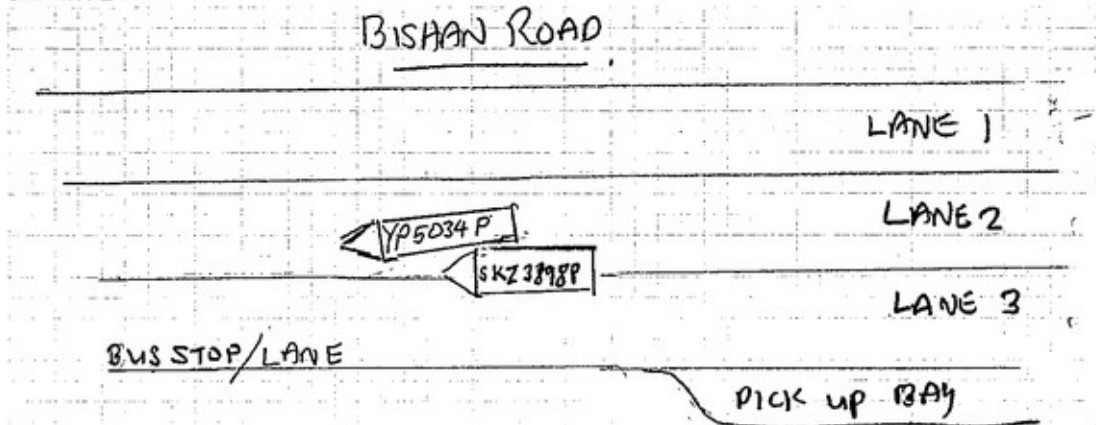 BISHAN ROAD
LANE 1
LANE 2
YP5034P
SKZ3898P
LANE 3
BUS STOP/LANE
PICK UP BAY